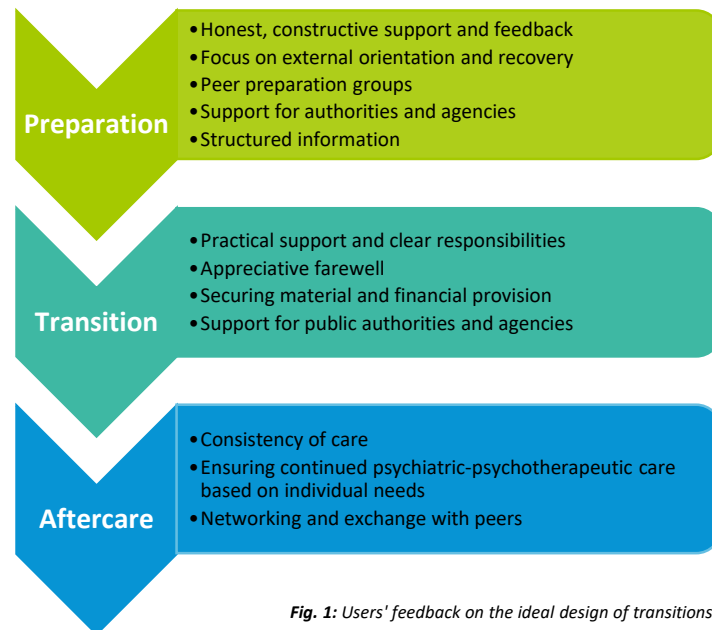 Preparation
•Honest, constructive support and feedback
•Focus on external orientation and recovery
•Peer preparation groups
•Support for authorities and agencies
•Structured information
Transition
•Practical support and clear responsibilities
•Appreciative farewell
•Securing material and financial provision
•Support for public authorities and agencies
Aftercare
•Consistency of care
•Ensuring continued psychiatric-psychotherapeutic care
based on individual needs
•Networking and exchange with peers
Fig. 1: Users' feedback on the ideal design of transitions